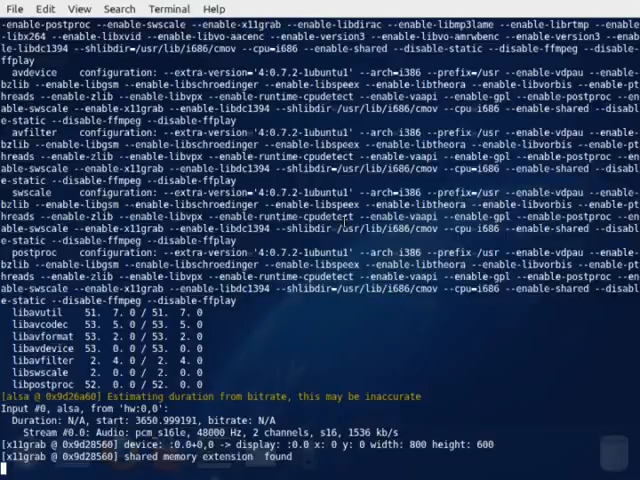 File Edit View Search Terminal Help
-enable-postproc --enable-swscale --enable-x11grab --enable-libdirac --enable-libmp3lame --enable-librtmp --enable
-libx264 --enable-libxvid --enable-libvo-aacenc --enable-version3 --enable-libvo-amrwbenc --enable-version3 --enabl
e-libdc1394 --shlibdir=/usr/lib/i686/cmov --cpu=i686 --enable-shared --disable-static --disable-ffmpeg --disable-
ffplay
avdevice configuration: --extra-version='4:0.7.2-1ubuntu1' --arch=i386 --prefix=/usr --enable-vdpau --enable-
bzlib --enable-libgsm --enable-libschroedinger --enable-libspeex --enable-libtheora --enable-libvorbis --enable-pt
hreads --enable-zlib --enable-libvpx --enable-runtime-cpudetect --enable-vaapi --enable-gpl --enable-postproc --en
able-swscale --enable-x11grab --enable-libdc1394 --shlibdir=/usr/lib/i686/cmov --cpu=i686 --enable-shared --disabl
e-static --disable-ffmpeg --disable-ffplay
avfilter configuration: --extra-version='4:0.7.2-1ubuntu1' --arch=i386 --prefix=/usr --enable-vdpau --enable-
bzlib --enable-libgsm --enable-libschroedinger --enable-libspeex --enable-libtheora --enable-libvorbis --enable-pt
hreads --enable-zlib --enable-libvpx --enable-runtime-cpudetect --enable-vaapi --enable-gpl --enable-postproc --en
able-swscale --enable-x11grab --enable-libdc1394 --shlibdir=/usr/lib/i686/cmov --cpu=i686 --enable-shared --disabl
e-static --disable-ffmpeg --disable-ffplay
swscale configuration: --extra-version='4:0.7.2-1ubuntu1' --arch=i386 --prefix=/usr --enable-vdpau --enable-
bzlib --enable-libgsm --enable-libschroedinger --enable-libspeex --enable-libtheora --enable-libvorbis --enable-pt
hreads --enable-zlib --enable-libvpx --enable-runtime-cpudetect --enable-vaapi --enable-gpl --enable-postproc --en
able-swscale --enable-x11grab --enable-libdc1394 --shlibdir=/usr/lib/i686/cmov --cpu=i686 --enable-shared --disabl
e-static --disable-ffmpeg --disable-ffplay
postproc configuration: --extra-version='4:0.7.2-1ubuntu1' --arch=i386 --prefix=/usr --enable-vdpau --enable-
bzlib --enable-libgsm --enable-libschroedinger --enable-libspeex --enable-libtheora --enable-libvorbis --enable-pt
hreads --enable-zlib --enable-libvpx --enable-runtime-cpudetect --enable-vaapi --enable-gpl --enable-postproc --en
able-swscale --enable-x11grab --enable-libdc1394 --shlibdir=/usr/lib/i686/cmov --cpu=i686 --enable-shared --disabl
e-static --disable-ffmpeg --disable-ffplay
libavutil 51. 7. 0 / 51. 7. 0
libavcodec 53. 5. 0 / 53. 5. 0
libavformat 53. 2. 0 / 53. 2. 0
libavdevice 53. 0. 0 / 53. 0. 0
libavfilter 2. 4. 0 / 2. 4. 0
libswscale 2. 0. 0 / 2. 0. 0
libpostproc 52. 0. 0 / 52. 0. 0
[alsa @ 0x9d26a60] Estimating duration from bitrate, this may be inaccurate
Input #0, alsa, from 'hw:0,0':
Duration: N/A, start: 3650.999191, bitrate: N/A
Stream #0.0: Audio: pcm_s16le, 48000 Hz, 2 channels, s16, 1536 kb/s
[x11grab @ 0x9d28560] device: :0.0+0,0 -> display: :0.0 x: 0 y: 0 width: 800 height: 600
[x11grab @ 0x9d28560] shared memory extension found